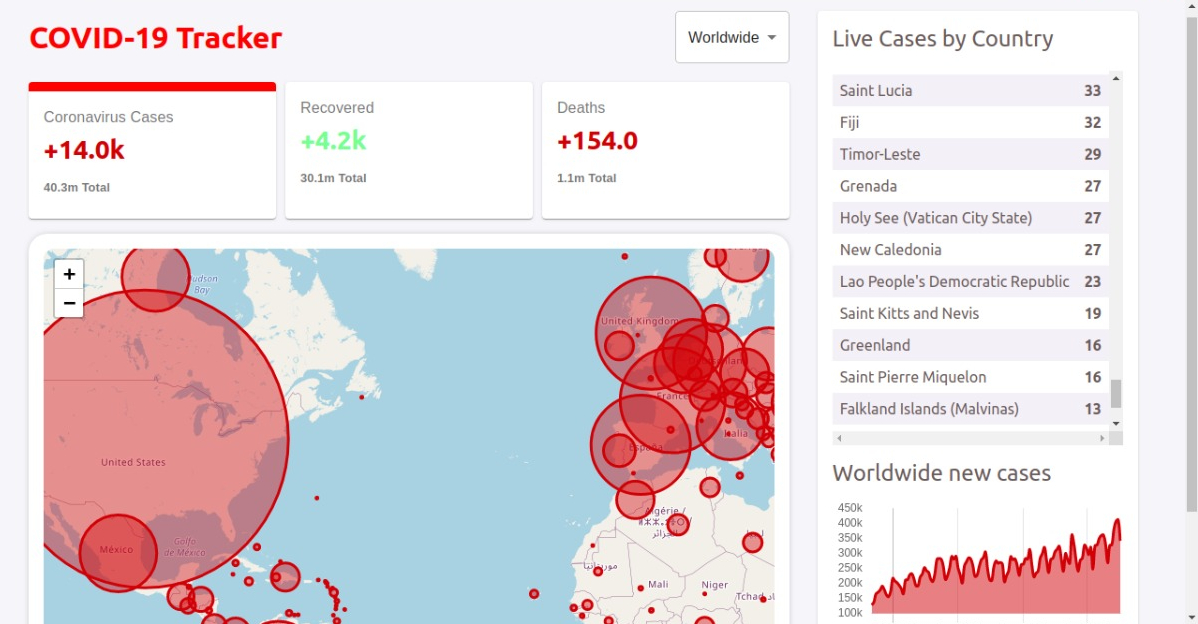 COVID-19 Tracker
Worldwide
Coronavirus Cases
+14.0k
40.3m Total
Recovered
+4.2k
30.1m Total
Deaths
+154.0
1.1m Total
+
−
Hudson
Bay
United States
México
Golfo
de México
United Kingdom
France
España
Italia
Algérie /
الجزائر
موريتانيا
Mali
Niger
Live Cases by Country
Saint Lucia 33
Fiji 32
Timor-Leste 29
Grenada 27
Holy See (Vatican City State) 27
New Caledonia 27
Lao People's Democratic Republic 23
Saint Kitts and Nevis 19
Greenland 16
Saint Pierre Miquelon 16
Falkland Islands (Malvinas) 13
Worldwide new cases
450k
400k
350k
300k
250k
200k
150k
100k